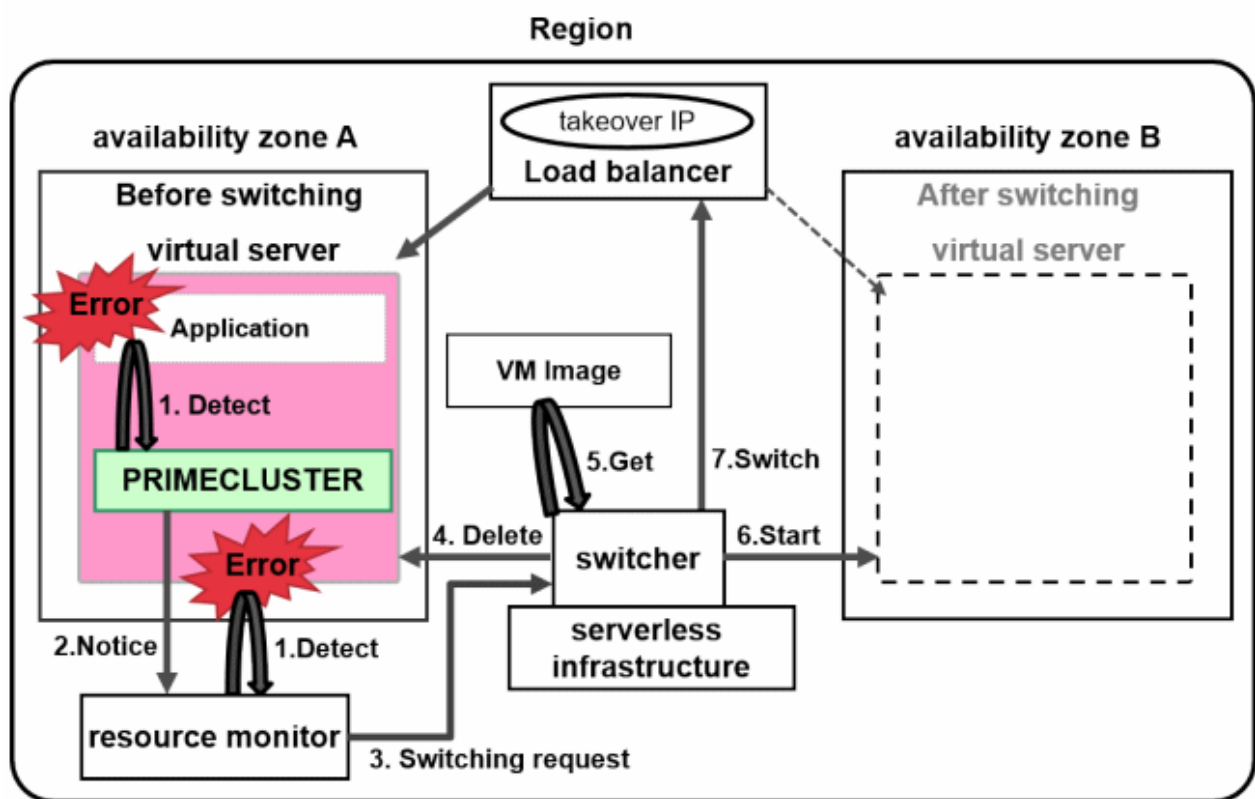 Region
takeover IP
Load balancer
availability zone A
availability zone B
Before switching
virtual server
After switching
virtual server
Error
Application
1. Detect
PRIMECLUSTER
VM Image
5.Get
7.Switch
4. Delete
switcher
6.Start
serverless
infrastructure
Error
2.Notice
1.Detect
resource monitor
3. Switching request